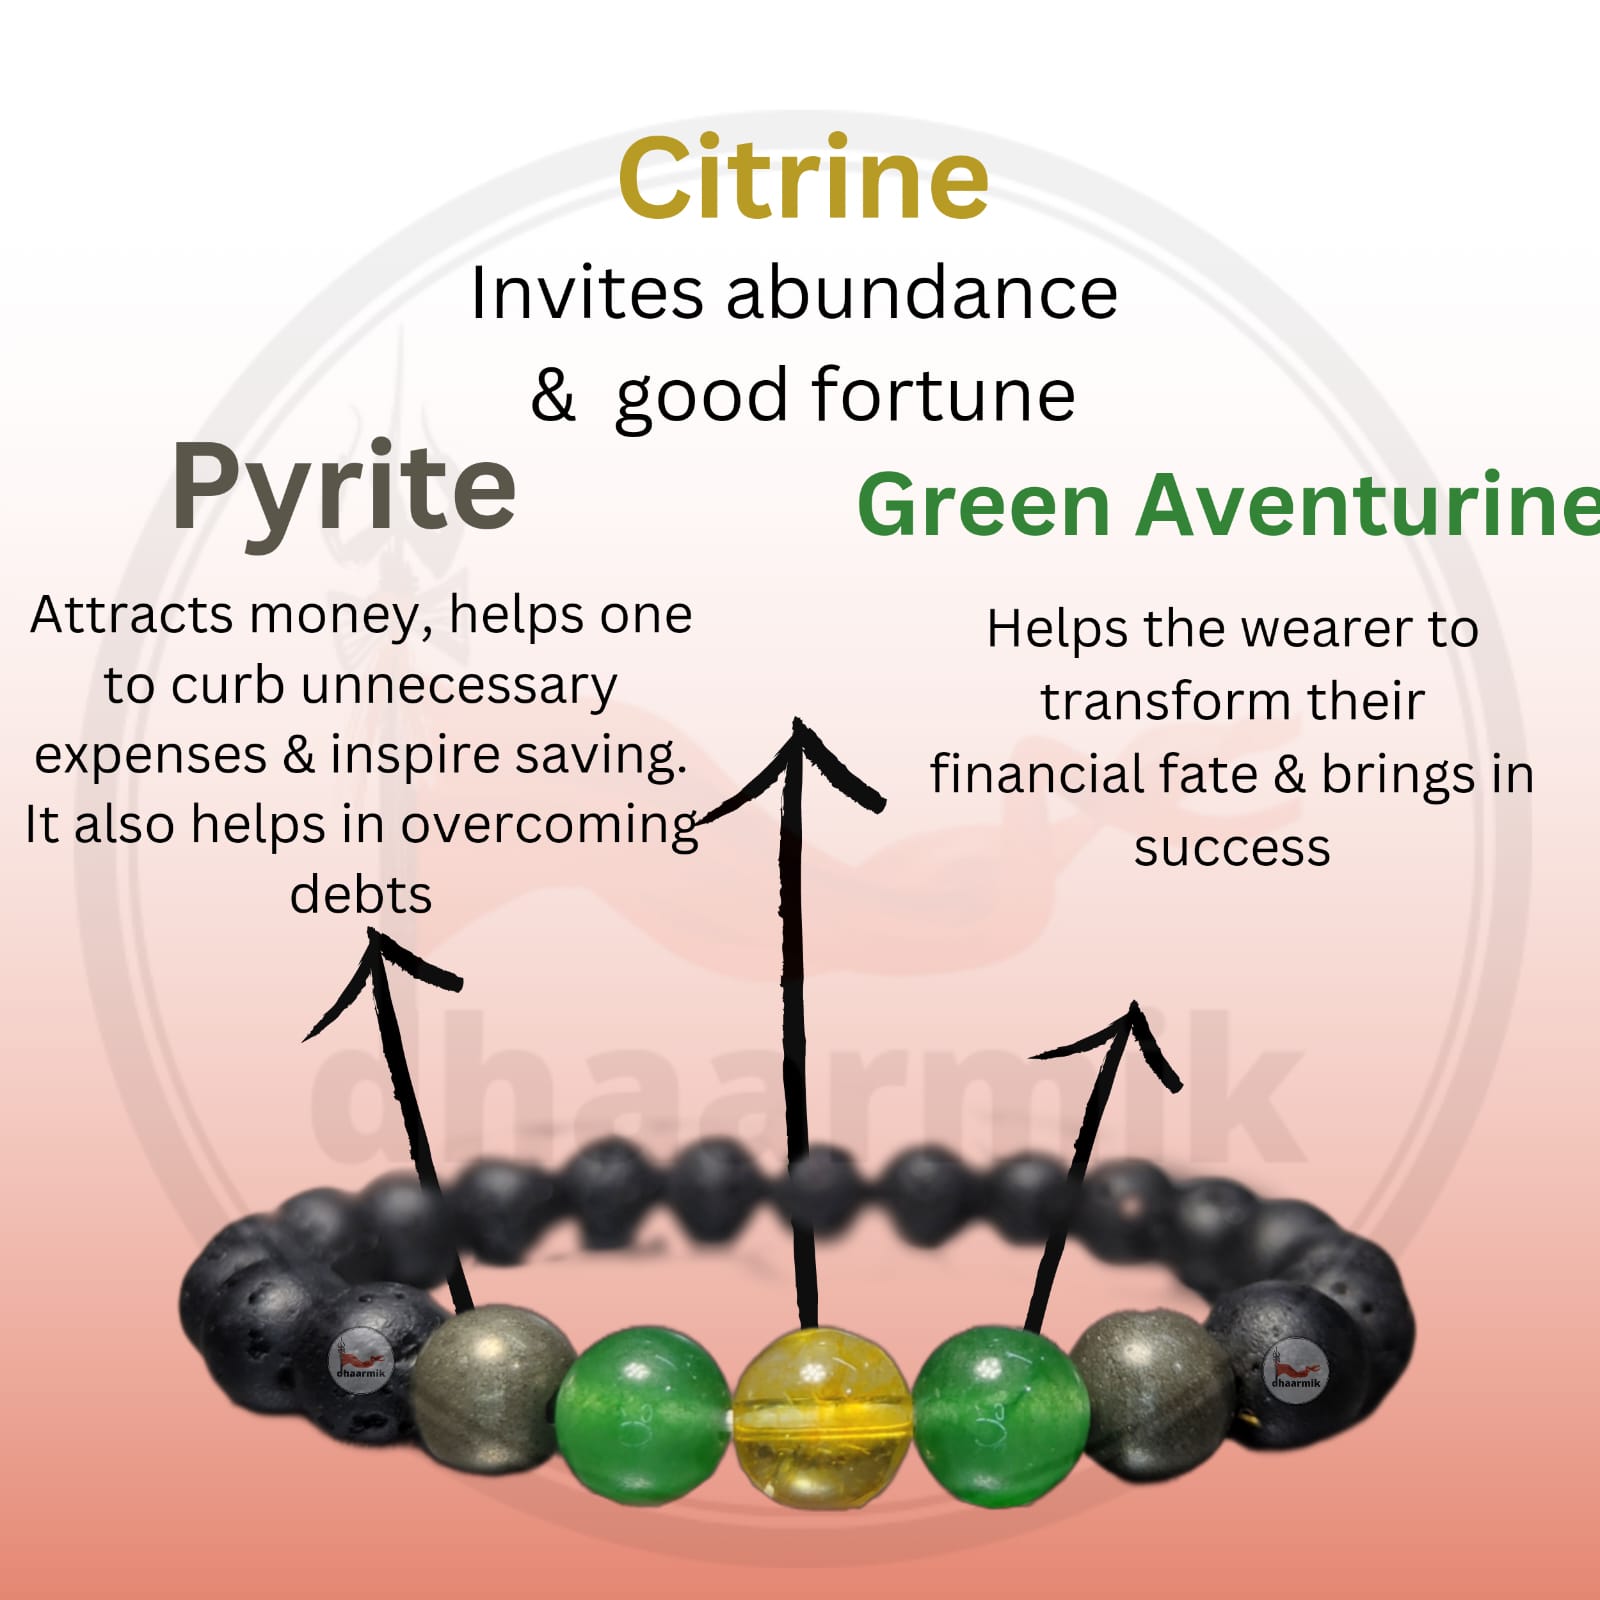 Citrine
Invites abundance
& good fortune
Pyrite
Attracts money, helps one
to curb unnecessary
expenses & inspire saving.
It also helps in overcoming
debts
Green Aventurine
Helps the wearer to
transform their
financial fate & brings in
success
dhaarmik
dhaarmik
dhaarmik